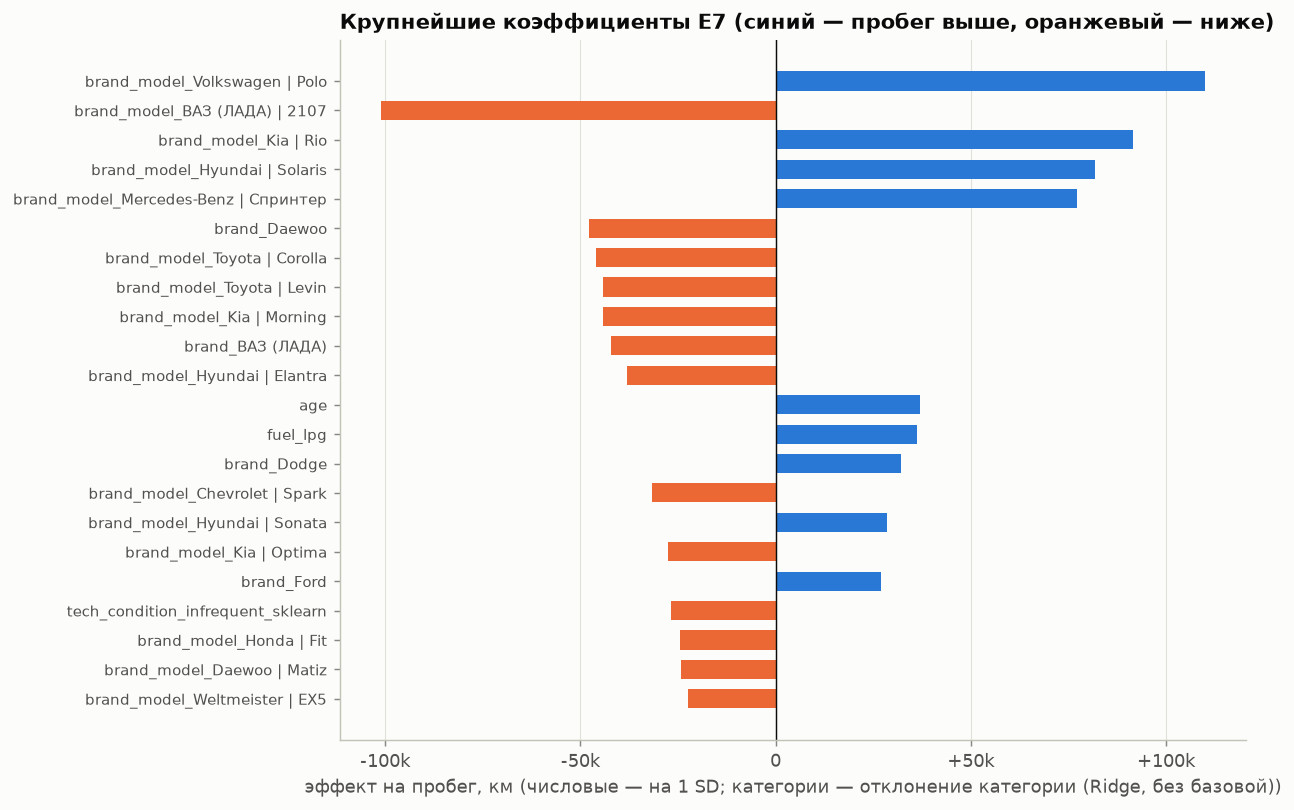 Крупнейшие коэффициенты E7 (синий — пробег выше, оранжевый — ниже)
brand_model_Volkswagen | Polo
brand_model_ВАЗ (ЛАДА) | 2107
brand_model_Kia | Rio
brand_model_Hyundai | Solaris
brand_model_Mercedes-Benz | Спринтер
brand_Daewoo
brand_model_Toyota | Corolla
brand_model_Toyota | Levin
brand_model_Kia | Morning
brand_ВАЗ (ЛАДА)
brand_model_Hyundai | Elantra
age
fuel_lpg
brand_Dodge
brand_model_Chevrolet | Spark
brand_model_Hyundai | Sonata
brand_model_Kia | Optima
brand_Ford
tech_condition_infrequent_sklearn
brand_model_Honda | Fit
brand_model_Daewoo | Matiz
brand_model_Weltmeister | EX5
-100k -50k 0 +50k +100k
эффект на пробег, км (числовые — на 1 SD; категории — отклонение категории (Ridge, без базовой))